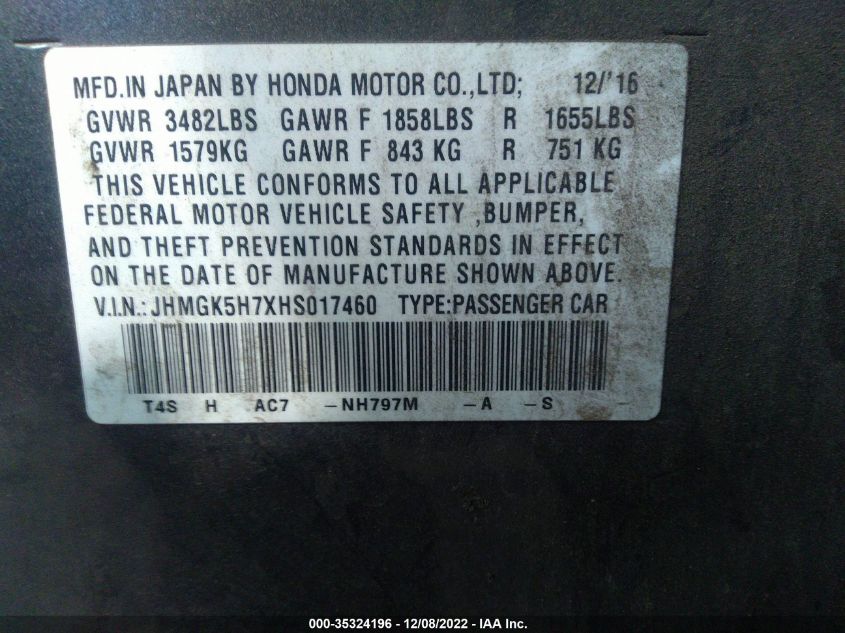 MFD.IN JAPAN BY HONDA MOTOR CO.,LTD; 12/'16
GVWR 3482LBS GAWR F 1858LBS R 1655LBS
GVWR 1579KG GAWR F 843 KG R 751 KG
THIS VEHICLE CONFORMS TO ALL APPLICABLE
FEDERAL MOTOR VEHICLE SAFETY ,BUMPER,
AND THEFT PREVENTION STANDARDS IN EFFECT
ON THE DATE OF MANUFACTURE SHOWN ABOVE.
V.I.N.: JHMGK5H7XHS017460 TYPE:PASSENGER CAR
T4S H AC7 -NH797M -A -S -
000-35324196 - 12/08/2022 - IAA Inc.